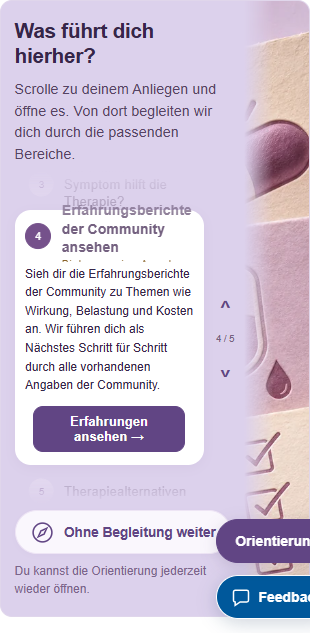 Was führt dich
hierher?
Scrolle zu deinem Anliegen und
öffne es. Von dort begleiten wir
dich durch die passenden
Bereiche.
3 Symptom hilft die
Therapie?
Erfahrungsberichte
4 der Community
ansehen
Sieh dir die Erfahrungsberichte
der Community zu Themen wie
Wirkung, Belastung und Kosten
an. Wir führen dich als
Nächstes Schritt für Schritt
durch alle vorhandenen
Angaben der Community.
4 / 5
Erfahrungen
ansehen →
5 Therapiealternativen
Ohne Begleitung weiter
Orientierun
Du kannst die Orientierung jederzeit
wieder öffnen.
Feedba